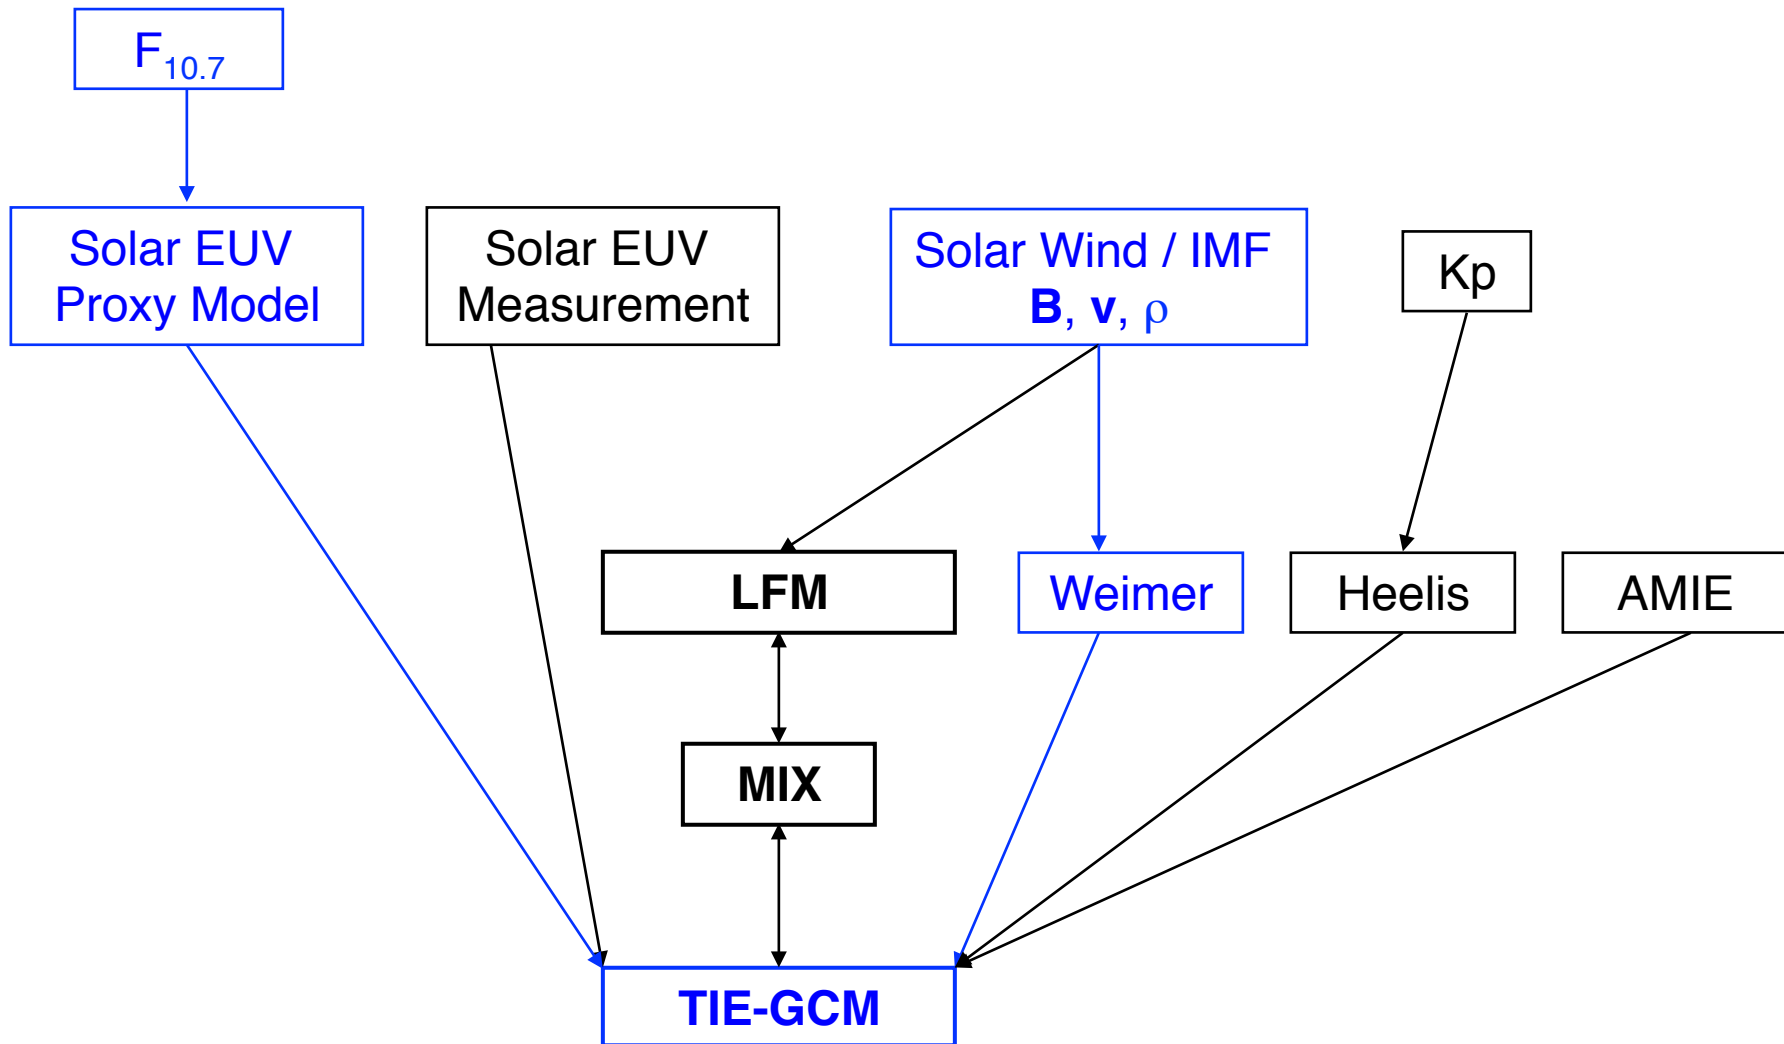 F10.7
Solar EUV
Proxy Model
Solar EUV
Measurement
Solar Wind / IMF
B, v, ρ
Kp
LFM
Weimer
Heelis
AMIE
MIX
TIE-GCM